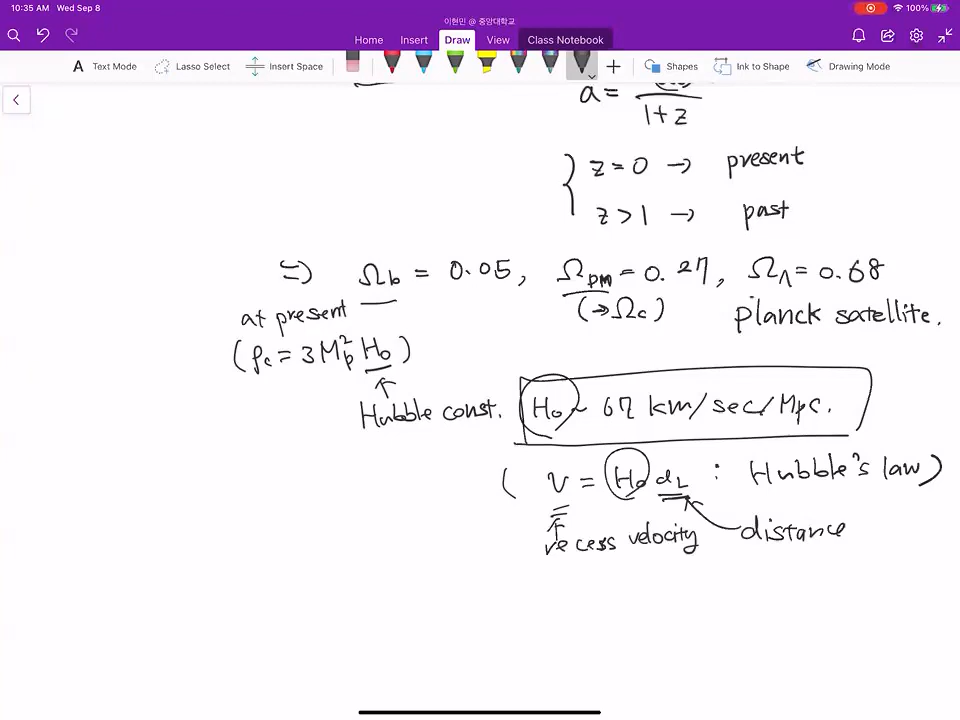 10:35 AM Wed Sep 8
100%
이현민 @ 중앙대학교
Home Insert Draw View Class Notebook
Text Mode Lasso Select Insert Space Shapes Ink to Shape Drawing Mode
a = / 1+z
z = 0 → present
z > 1 → past
=> Ωb = 0.05, ΩDM = 0.27, ΩΛ = 0.68
at present (→Ωc) planck satellite.
(ρc = 3Mp² H0)
Hubble const. H0 ~ 67 km/sec/Mpc.
( v = H0 dL : Hubble's law)
recess velocity distance